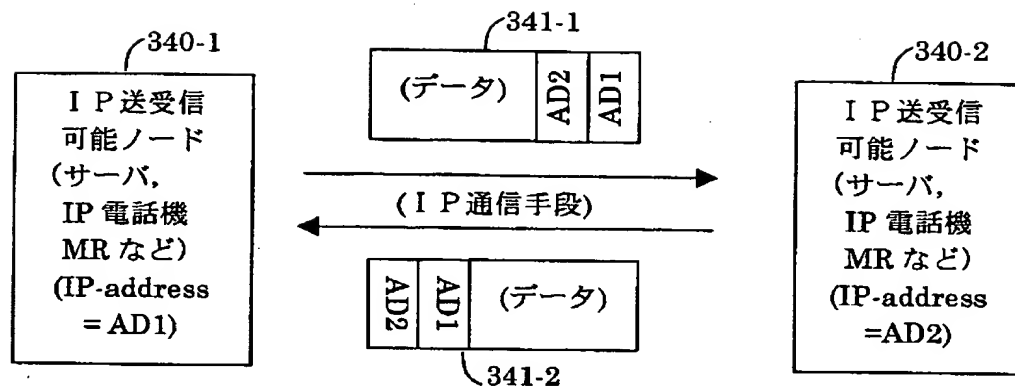 340-1
IP送受信
可能ノード
(サーバ,
IP電話機
MRなど)
(IP-address
=AD1)
341-1
(データ)
AD2
AD1
(IP通信手段)
AD2
AD1
(データ)
341-2
340-2
IP送受信
可能ノード
(サーバ,
IP電話機
MRなど)
(IP-address
=AD2)